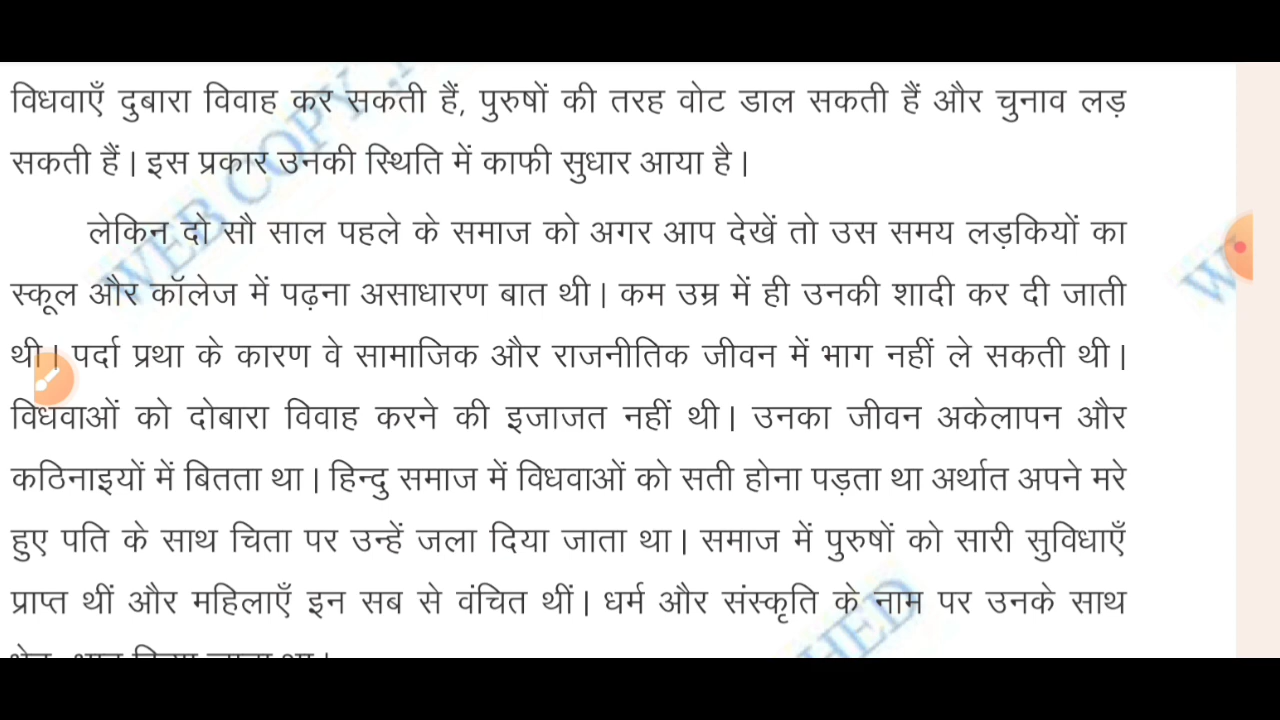 विधवाएँ दुबारा विवाह कर सकती हैं, पुरुषों की तरह वोट डाल सकती हैं और चुनाव लड़
सकती हैं। इस प्रकार उनकी स्थिति में काफी सुधार आया है।
लेकिन दो सौ साल पहले के समाज को अगर आप देखें तो उस समय लड़कियों का
स्कूल और कॉलेज में पढ़ना असाधारण बात थी। कम उम्र में ही उनकी शादी कर दी जाती
थी। पर्दा प्रथा के कारण वे सामाजिक और राजनीतिक जीवन में भाग नहीं ले सकती थी।
विधवाओं को दोबारा विवाह करने की इजाजत नहीं थी। उनका जीवन अकेलापन और
कठिनाइयों में बितता था। हिन्दु समाज में विधवाओं को सती होना पड़ता था अर्थात अपने मरे
हुए पति के साथ चिता पर उन्हें जला दिया जाता था। समाज में पुरुषों को सारी सुविधाएँ
प्राप्त थीं और महिलाएँ इन सब से वंचित थीं। धर्म और संस्कृति के नाम पर उनके साथ
WEB COPY